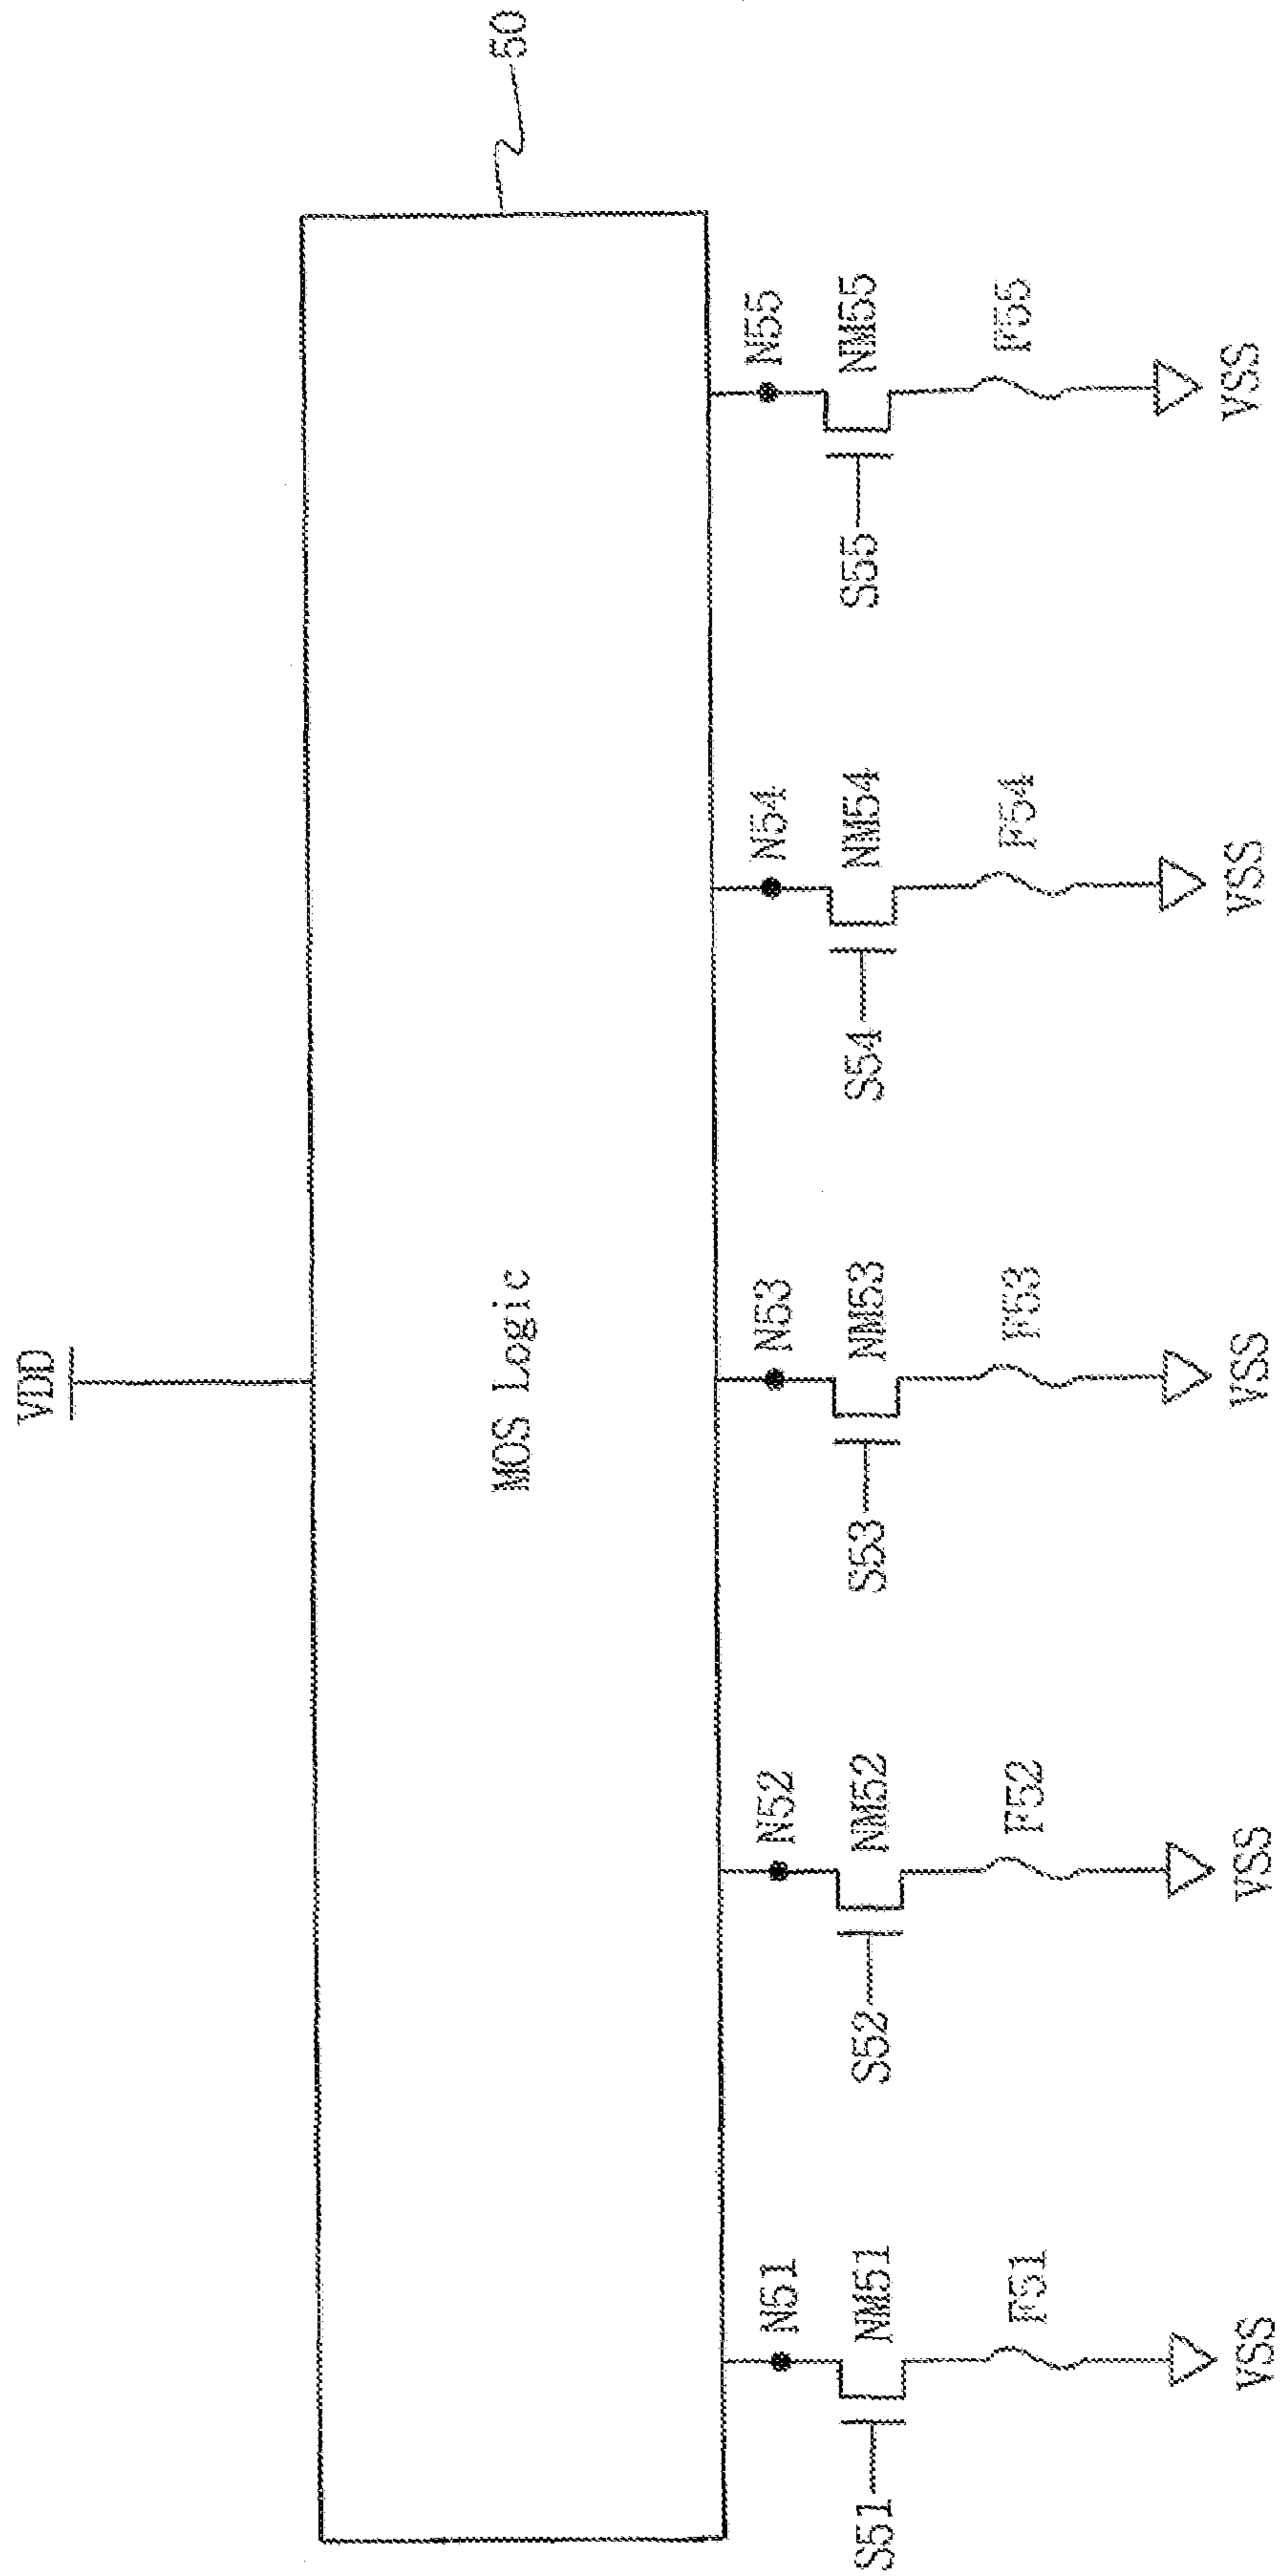 VDD
50
MOS Logic
N51
N52
N53
N54
N55
S51
NM51
S52
NM52
S53
NM53
S54
NM54
S55
NM55
F51
F52
F53
F54
F55
VSS
VSS
VSS
VSS
VSS